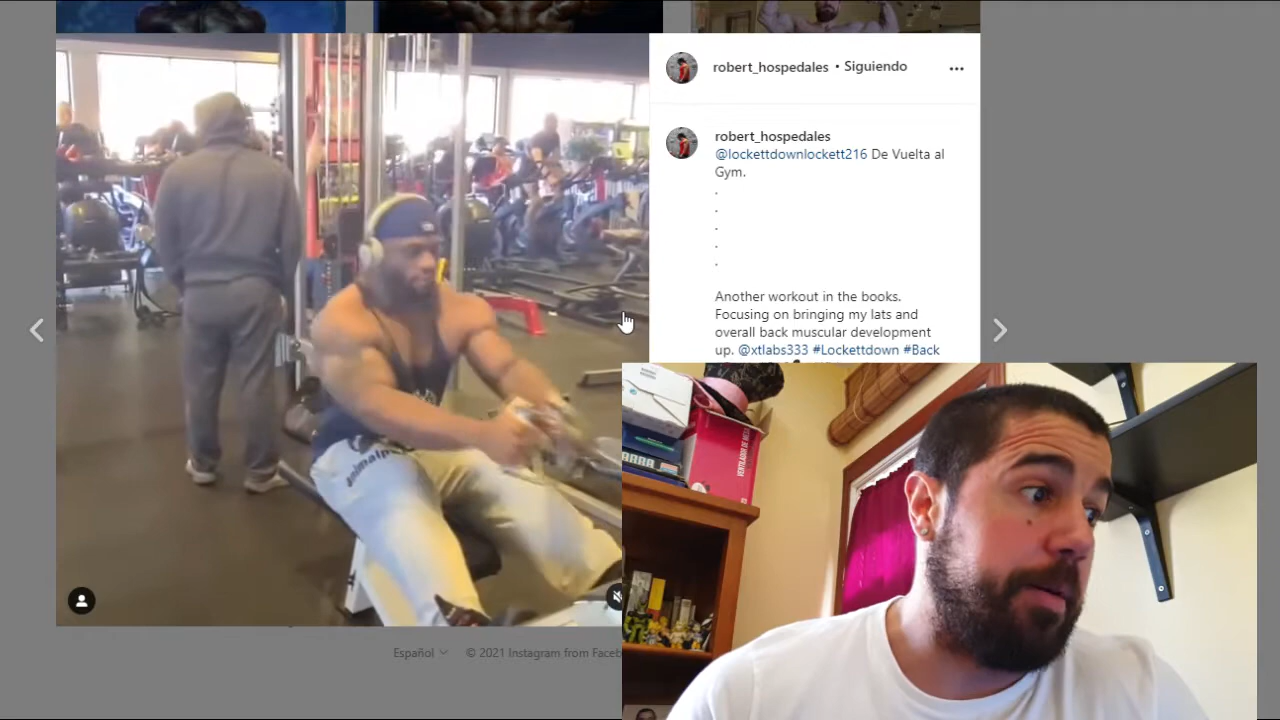 robert_hospedales • Siguiendo
robert_hospedales
@lockettdownlockett216 De Vuelta al
Gym.
.
.
.
.
.
Another workout in the books.
Focusing on bringing my lats and
overall back muscular development
up. @xtlabs333 #Lockettdown #Back
Español
© 2021 Instagram from Faceb